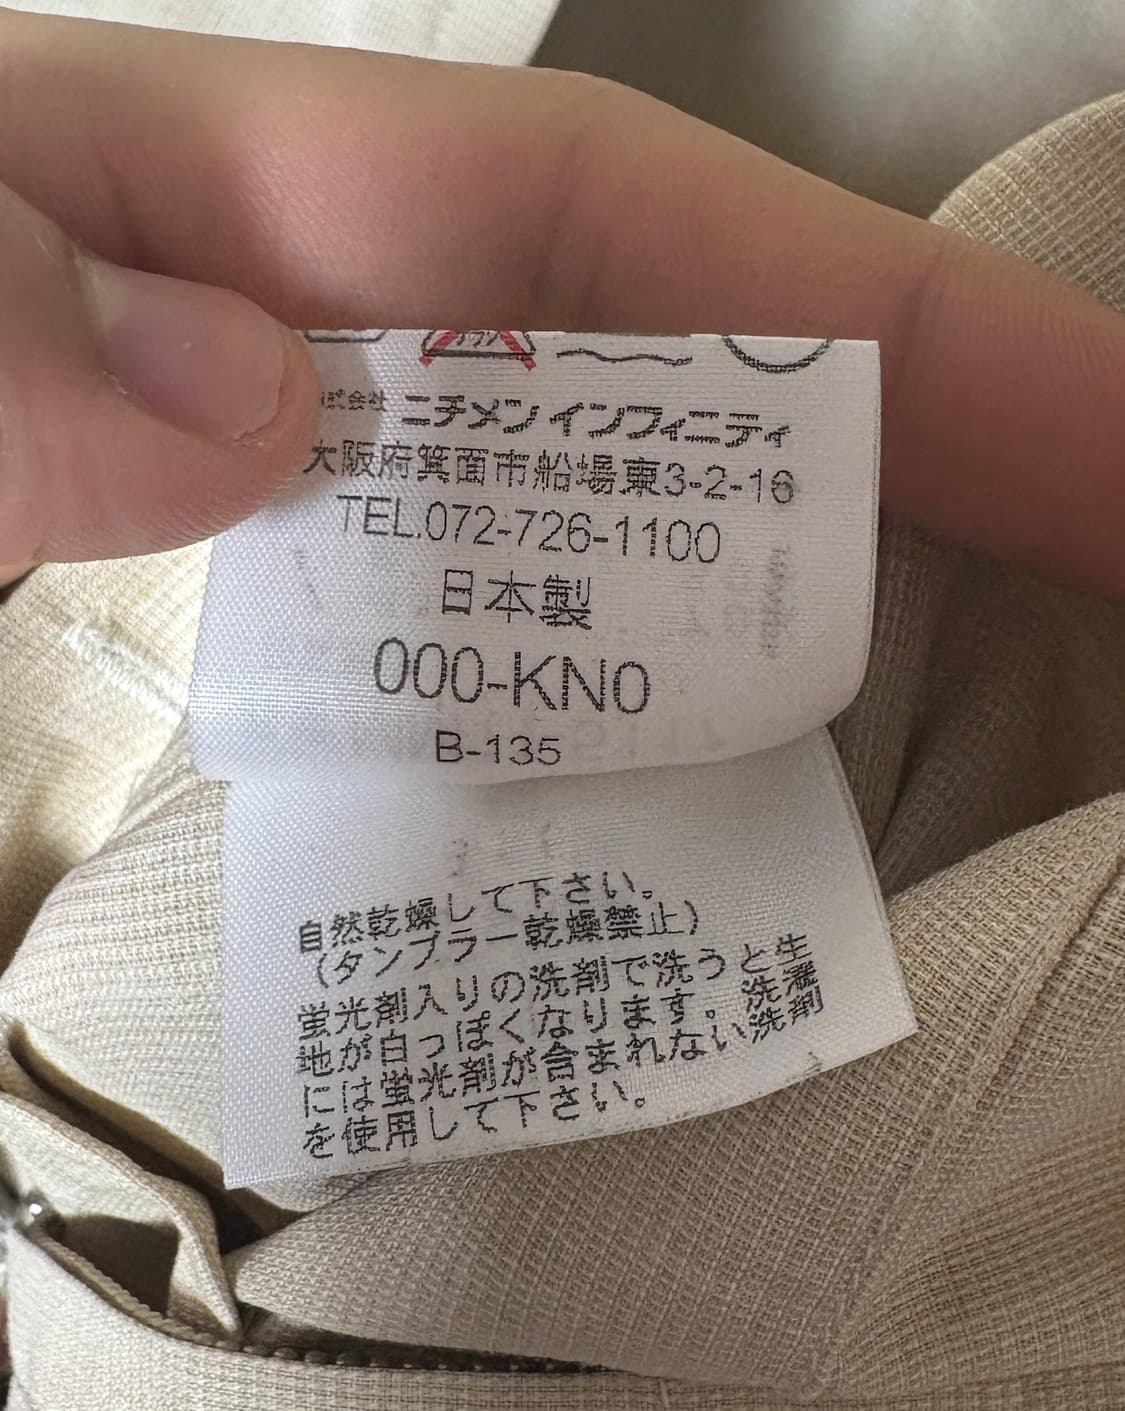 株式会社 ニチメンインフィニティ
大阪府箕面市船場東3-2-16
TEL.072-726-1100
日本製
000-KN0
B-135
自然乾燥して下さい。
(タンブラー乾燥禁止)
蛍光剤入りの洗剤で洗うと生
地が白っぽくなります。洗濯
には蛍光剤が含まれない洗剤
を使用して下さい。